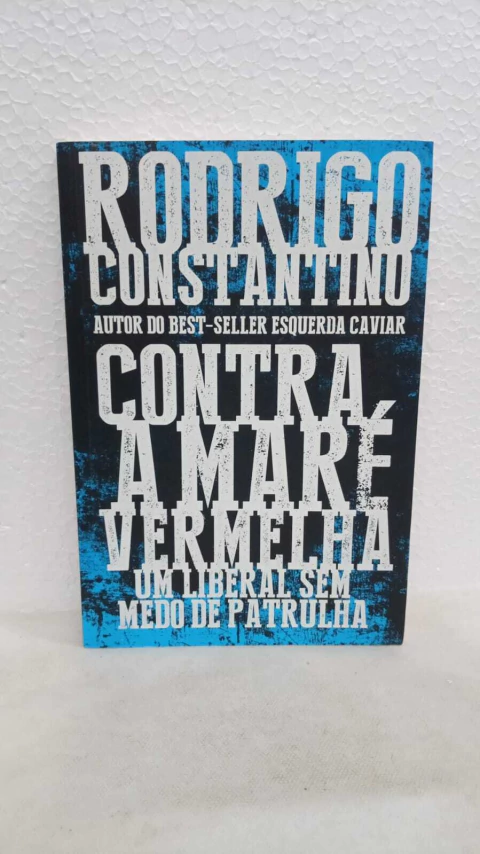 RODRIGO
CONSTANTINO
AUTOR DO BEST-SELLER ESQUERDA CAVIAR
CONTRA
A MARÉ
VERMELHA
UM LIBERAL SEM
MEDO DE PATRULHA